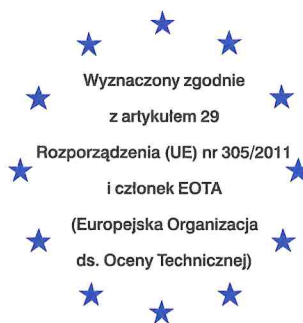 Wyznaczony zgodnie
z artykułem 29
Rozporządzenia (UE) nr 305/2011
i członek EOTA
(Europejska Organizacja
ds. Oceny Technicznej)